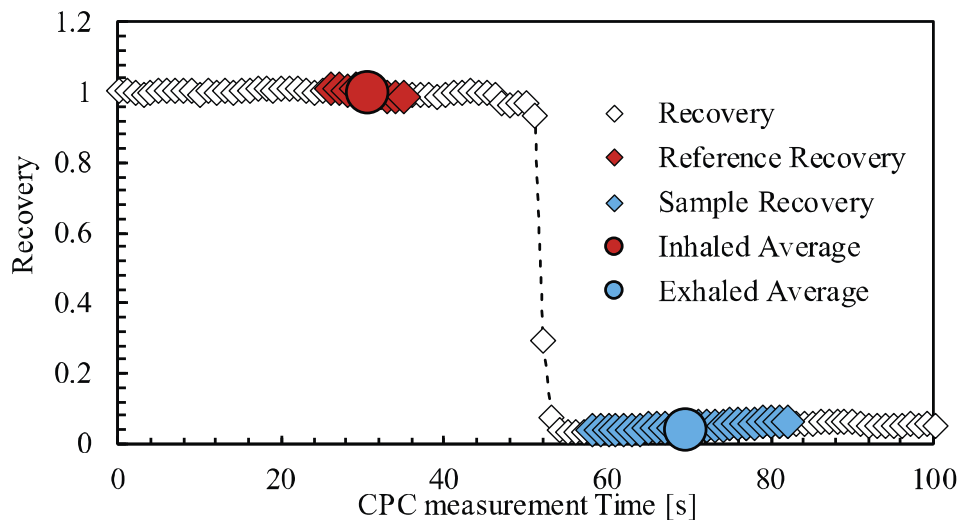 1.2
1
0.8
0.6
0.4
0.2
0
Recovery
Recovery
Reference Recovery
Sample Recovery
Inhaled Average
Exhaled Average
0 20 40 60 80 100
CPC measurement Time [s]